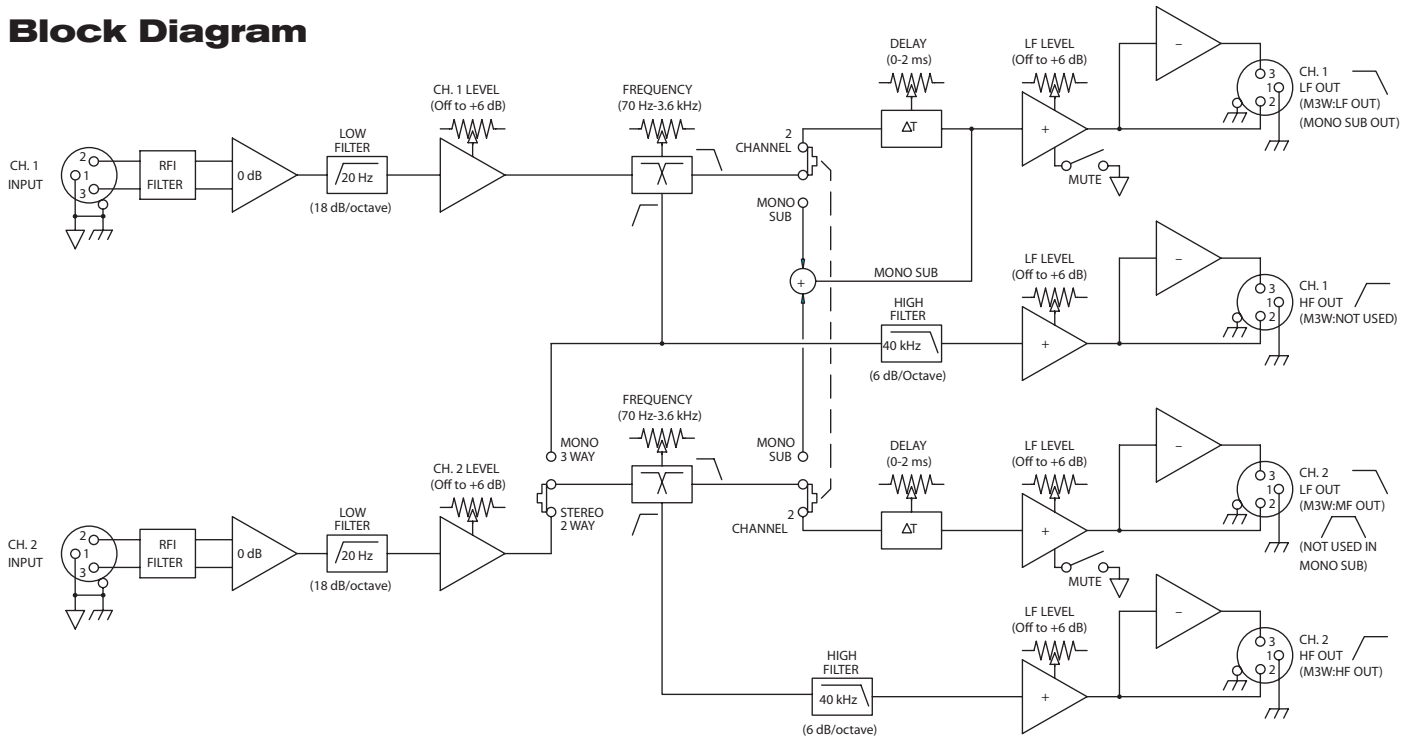 Block Diagram
CH. 1
INPUT
2
1
3
RFI
FILTER
0 dB
LOW
FILTER
20 Hz
(18 dB/octave)
CH. 1 LEVEL
(Off to +6 dB)
FREQUENCY
(70 Hz-3.6 kHz)
2
CHANNEL
MONO
SUB
+
MONO SUB
DELAY
(0-2 ms)
ΔT
LF LEVEL
(Off to +6 dB)
+
MUTE
–
3
1
2
CH. 1
LF OUT
(M3W:LF OUT)
(MONO SUB OUT)
HIGH
FILTER
40 kHz
(6 dB/Octave)
LF LEVEL
(Off to +6 dB)
+
–
3
1
2
CH. 1
HF OUT
(M3W:NOT USED)
CH. 2
INPUT
2
1
3
RFI
FILTER
0 dB
LOW
FILTER
20 Hz
(18 dB/octave)
CH. 2 LEVEL
(Off to +6 dB)
MONO
3 WAY
STEREO
2 WAY
FREQUENCY
(70 Hz-3.6 kHz)
MONO
SUB
2
CHANNEL
DELAY
(0-2 ms)
ΔT
LF LEVEL
(Off to +6 dB)
+
MUTE
–
3
1
2
CH. 2
LF OUT
(M3W:MF OUT)
(NOT USED IN
MONO SUB)
HIGH
FILTER
40 kHz
(6 dB/octave)
LF LEVEL
(Off to +6 dB)
+
–
3
1
2
CH. 2
HF OUT
(M3W:HF OUT)